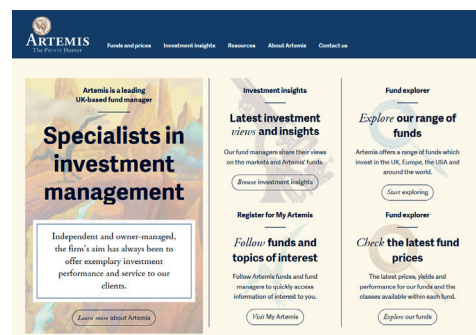 ARTEMIS
THE PROFIT HUNTER
Funds and prices Investment insights Resources About Artemis Contact us
Artemis is a leading
UK-based fund manager
Specialists in
investment
management
Independent and owner-managed,
the firm's aim has always been to
offer exemplary investment
performance and service to our
clients.
Learn more about Artemis
Investment insights
Latest investment
views and insights
Our fund managers share their views
on the markets and Artemis' funds.
Browse investment insights
Fund explorer
Explore our range of
funds
Artemis offers a range of funds which
invest in the UK, Europe, the USA and
around the world.
Start exploring
Register for My Artemis
Follow funds and
topics of interest
Follow Artemis funds and fund
managers to quickly access
information of interest to you.
Visit My Artemis
Fund explorer
Check the latest fund
prices
The latest prices, yields and
performance for our funds and the
classes available within each fund.
Explore our funds